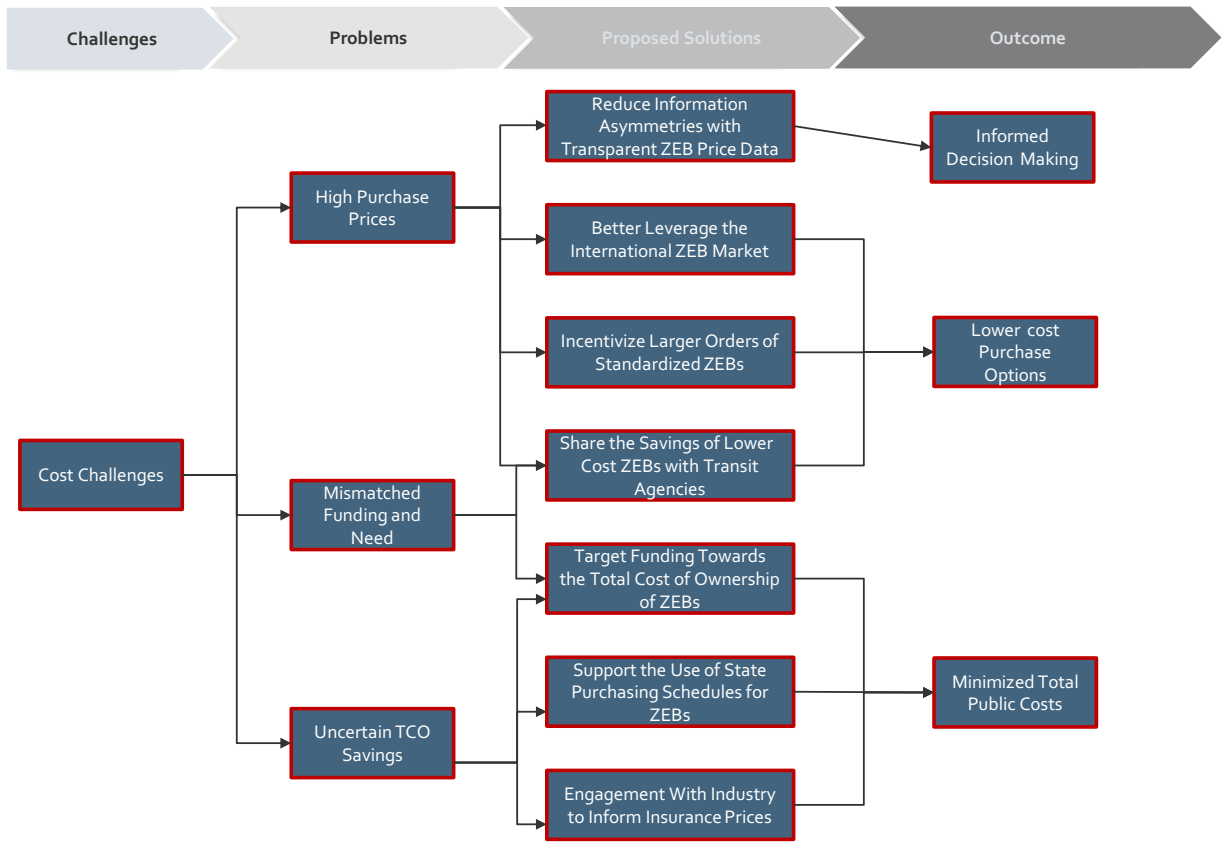 Challenges
Problems
Proposed Solutions
Outcome
Reduce Information
Asymmetries with
Transparent ZEB Price Data
Informed
Decision Making
High Purchase
Prices
Better Leverage the
International ZEB Market
Incentivize Larger Orders of
Standardized ZEBs
Lower cost
Purchase
Options
Share the Savings of Lower
Cost ZEBs with Transit
Agencies
Cost Challenges
Mismatched
Funding and
Need
Target Funding Towards
the Total Cost of Ownership
of ZEBs
Support the Use of State
Purchasing Schedules for
ZEBs
Minimized Total
Public Costs
Uncertain TCO
Savings
Engagement With Industry
to Inform Insurance Prices